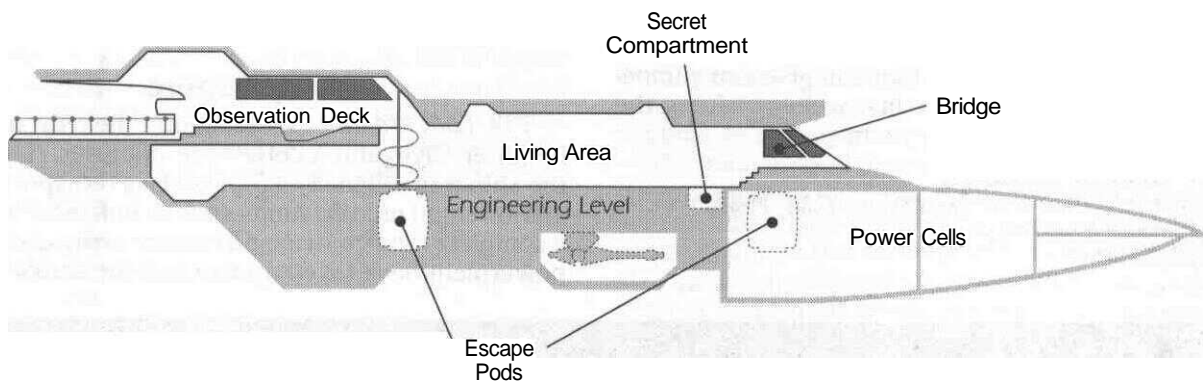 Secret
Compartment
Bridge
Observation Deck
Living Area
Engineering Level
Power Cells
Escape
Pods